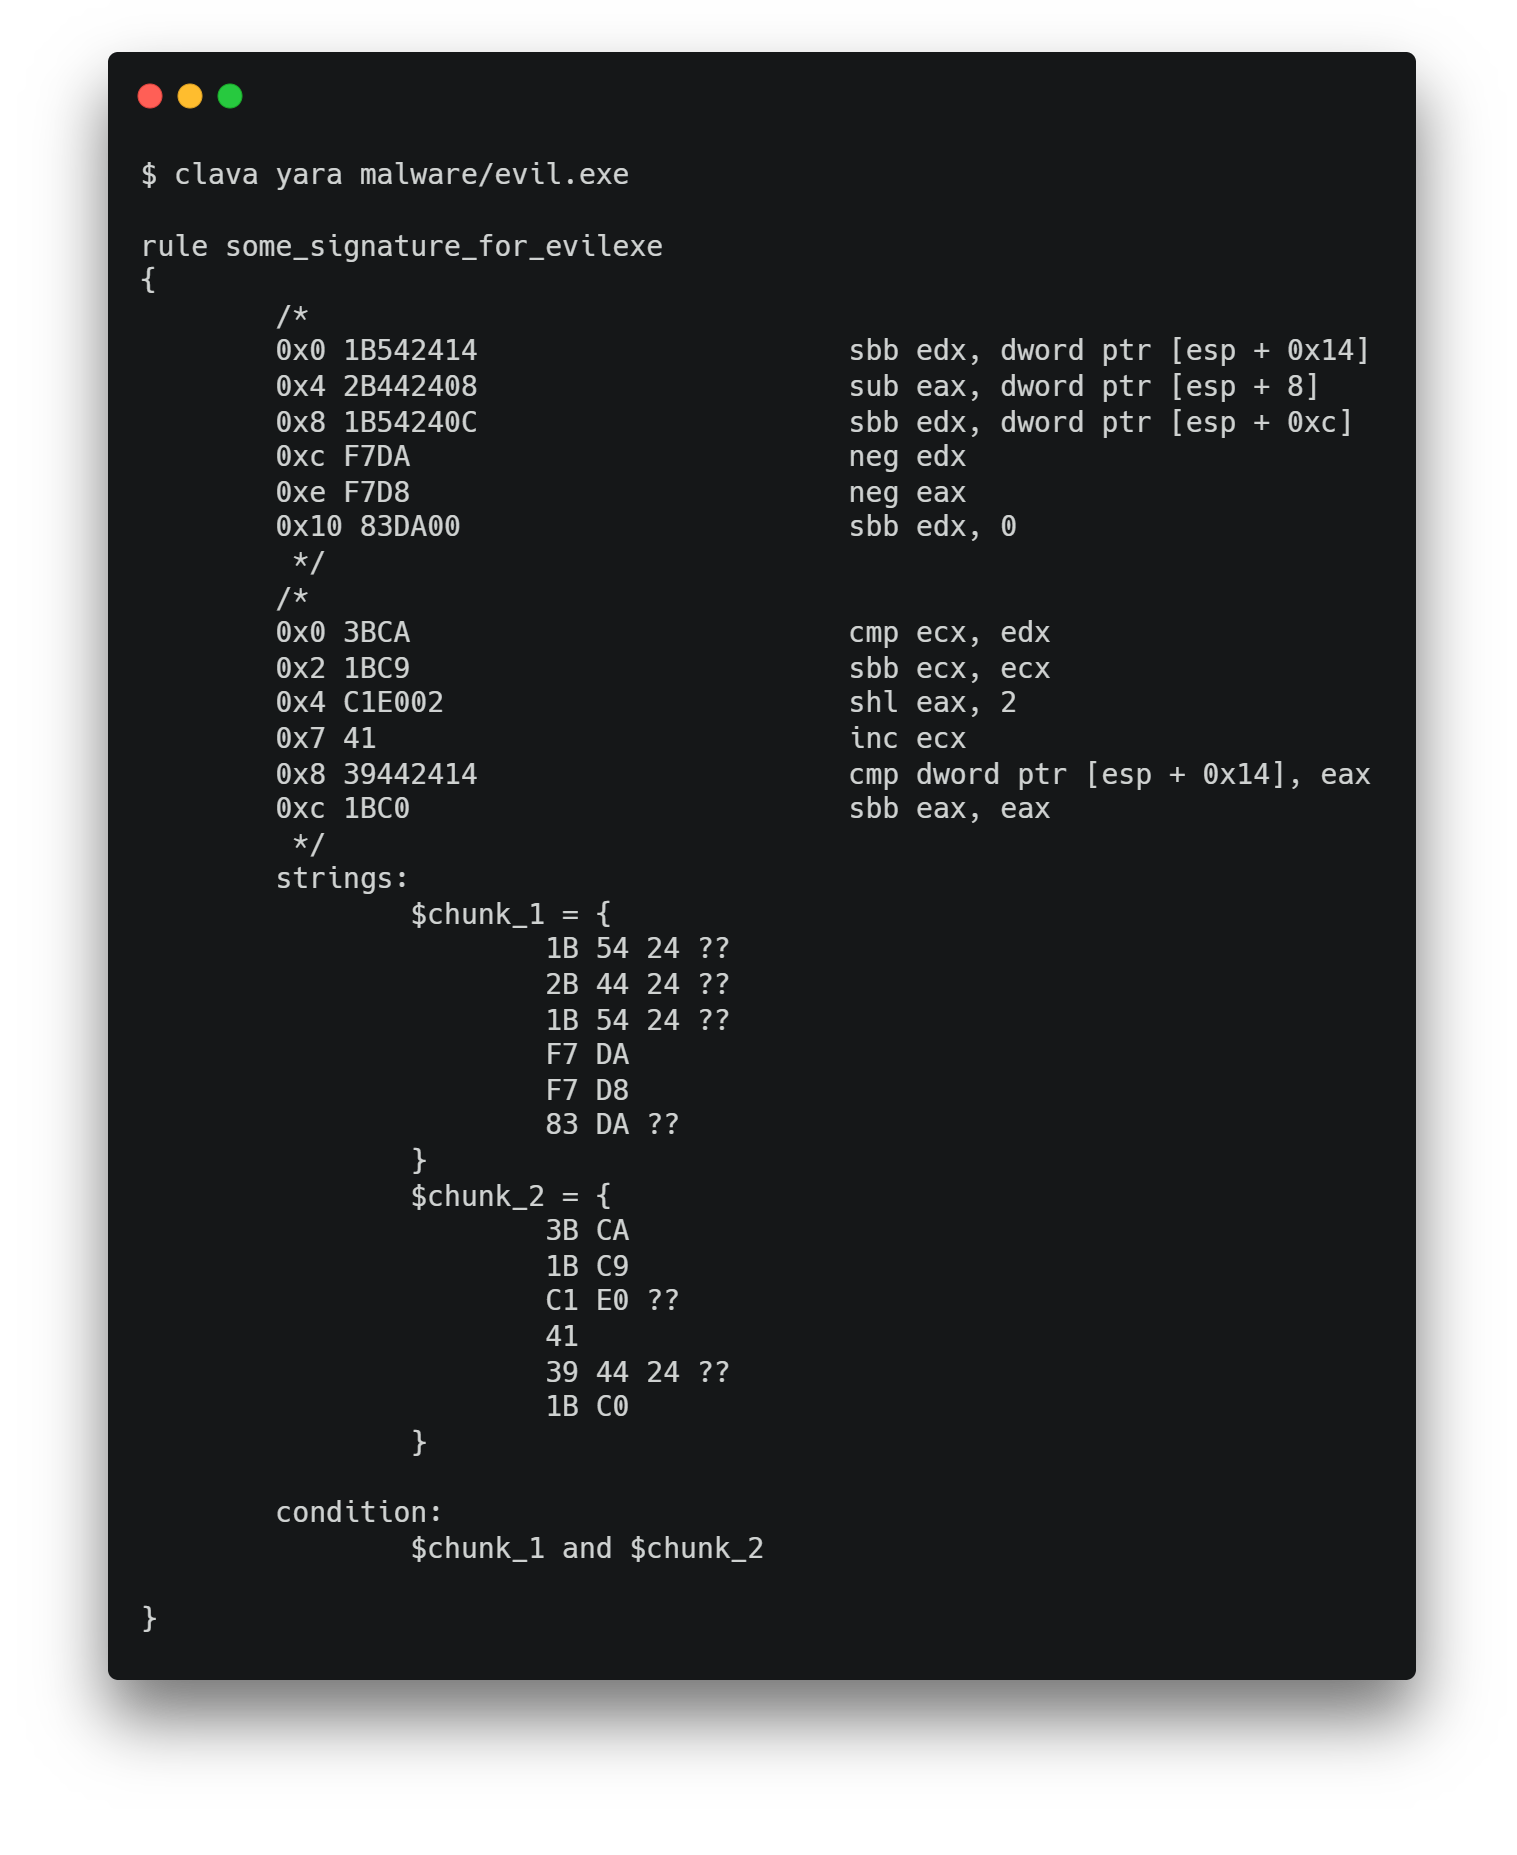 $ clava yara malware/evil.exe

rule some_signature_for_evilexe
{
        /*
        0x0 1B542414                      sbb edx, dword ptr [esp + 0x14]
        0x4 2B442408                      sub eax, dword ptr [esp + 8]
        0x8 1B54240C                      sbb edx, dword ptr [esp + 0xc]
        0xc F7DA                          neg edx
        0xe F7D8                          neg eax
        0x10 83DA00                       sbb edx, 0
         */
        /*
        0x0 3BCA                          cmp ecx, edx
        0x2 1BC9                          sbb ecx, ecx
        0x4 C1E002                        shl eax, 2
        0x7 41                            inc ecx
        0x8 39442414                      cmp dword ptr [esp + 0x14], eax
        0xc 1BC0                          sbb eax, eax
         */
        strings:
                $chunk_1 = {
                        1B 54 24 ??
                        2B 44 24 ??
                        1B 54 24 ??
                        F7 DA
                        F7 D8
                        83 DA ??
                }
                $chunk_2 = {
                        3B CA
                        1B C9
                        C1 E0 ??
                        41
                        39 44 24 ??
                        1B C0
                }

        condition:
                $chunk_1 and $chunk_2

}